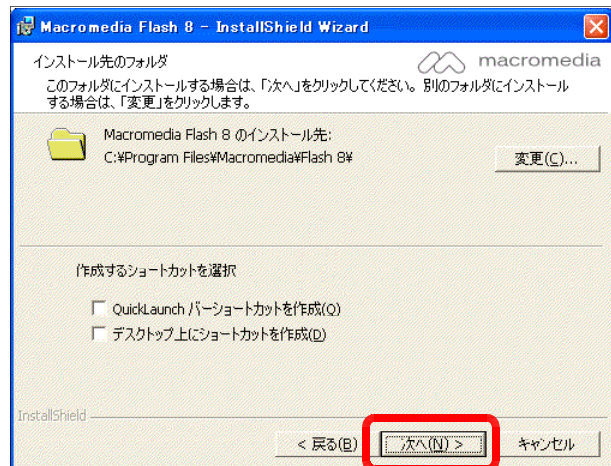 Macromedia Flash 8 - InstallShield Wizard
インストール先のフォルダ
macromedia
このフォルダにインストールする場合は、「次へ」をクリックしてください。別のフォルダにインストール
する場合は、「変更」をクリックします。
Macromedia Flash 8 のインストール先:
C:¥Program Files¥Macromedia¥Flash 8¥
変更(C)...
作成するショートカットを選択
QuickLaunch バーショートカットを作成(Q)
デスクトップ上にショートカットを作成(D)
InstallShield
< 戻る(B)
次へ(N) >
キャンセル